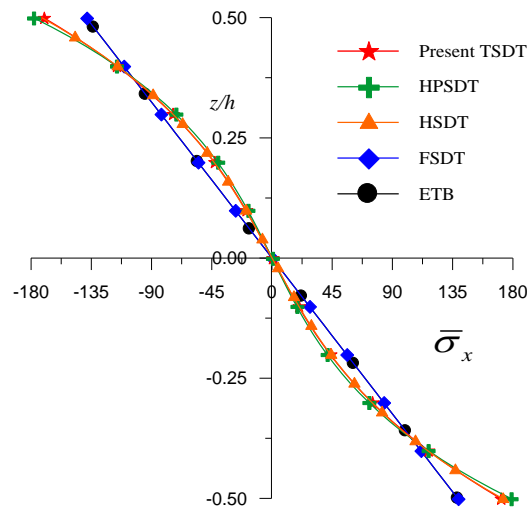 0.50
z/h
Present TSDT
HPSDT
0.25
HSDT
FSDT
ETB
0.00
-180 -135 -90 -45 0 45 90 135 180
σ̅ x
-0.25
-0.50